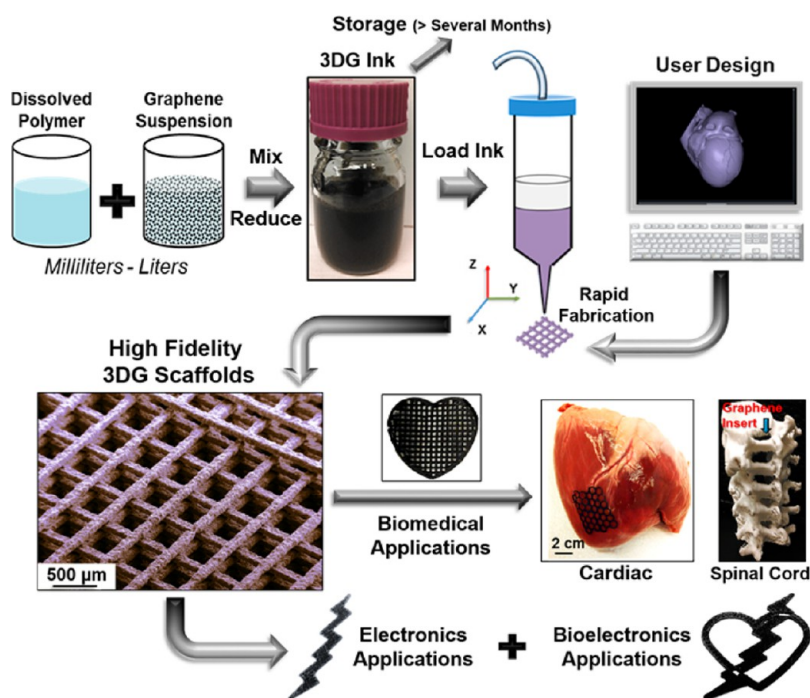 Storage (> Several Months)
3DG Ink
User Design
Dissolved
Polymer
Graphene
Suspension
Mix
Reduce
Load Ink
Milliliters - Liters
Z
Y
X
Rapid
Fabrication
High Fidelity
3DG Scaffolds
500 µm
Biomedical
Applications
2 cm
Cardiac
Graphene
Insert
Spinal Cord
Electronics
Applications
Bioelectronics
Applications